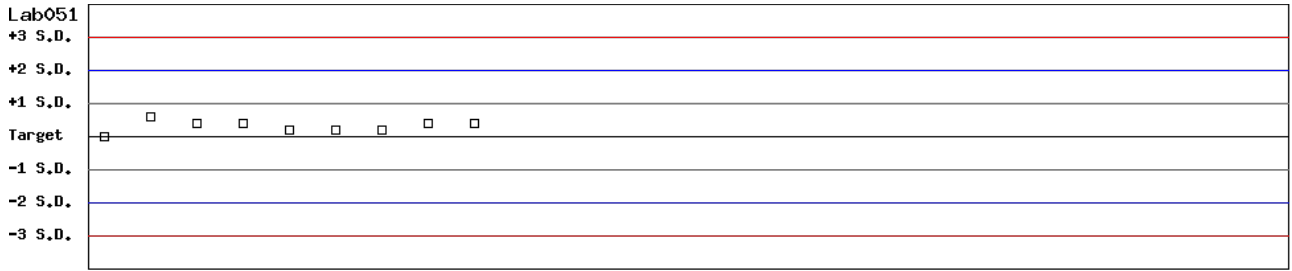 Lab051
+3 S.D.
+2 S.D.
+1 S.D.
Target
-1 S.D.
-2 S.D.
-3 S.D.